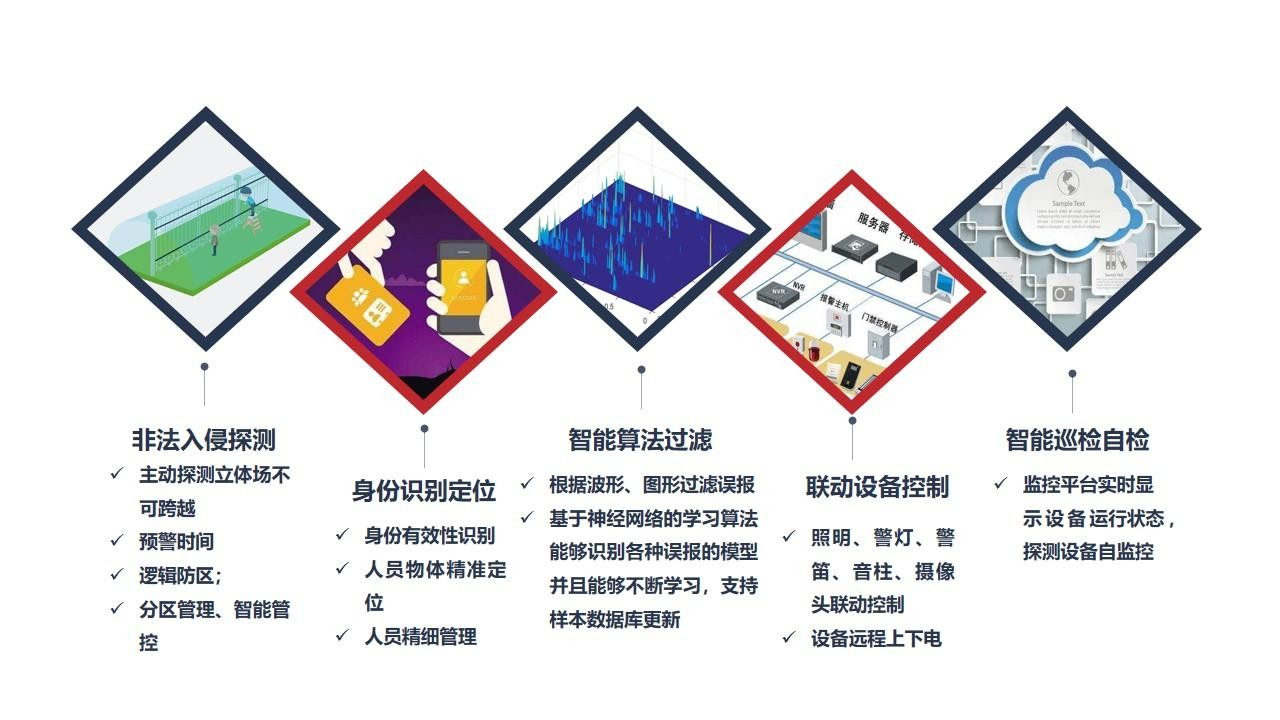 服务器
NVR
NVR
报警主机
门禁控制器
Sample Text
0.5
0
非法入侵探测
✓ 主动探测立体场不
可跨越
✓ 预警时间
✓ 逻辑防区；
✓ 分区管理、智能管
控
身份识别定位
✓ 身份有效性识别
✓ 人员物体精准定
位
✓ 人员精细管理
智能算法过滤
✓ 根据波形、图形过滤误报
✓ 基于神经网络的学习算法
能够识别各种误报的模型
并且能够不断学习，支持
样本数据库更新
联动设备控制
✓ 照明、警灯、警
笛、音柱、摄像
头联动控制
✓ 设备远程上下电
智能巡检自检
✓ 监控平台实时显
示设备运行状态，
探测设备自监控